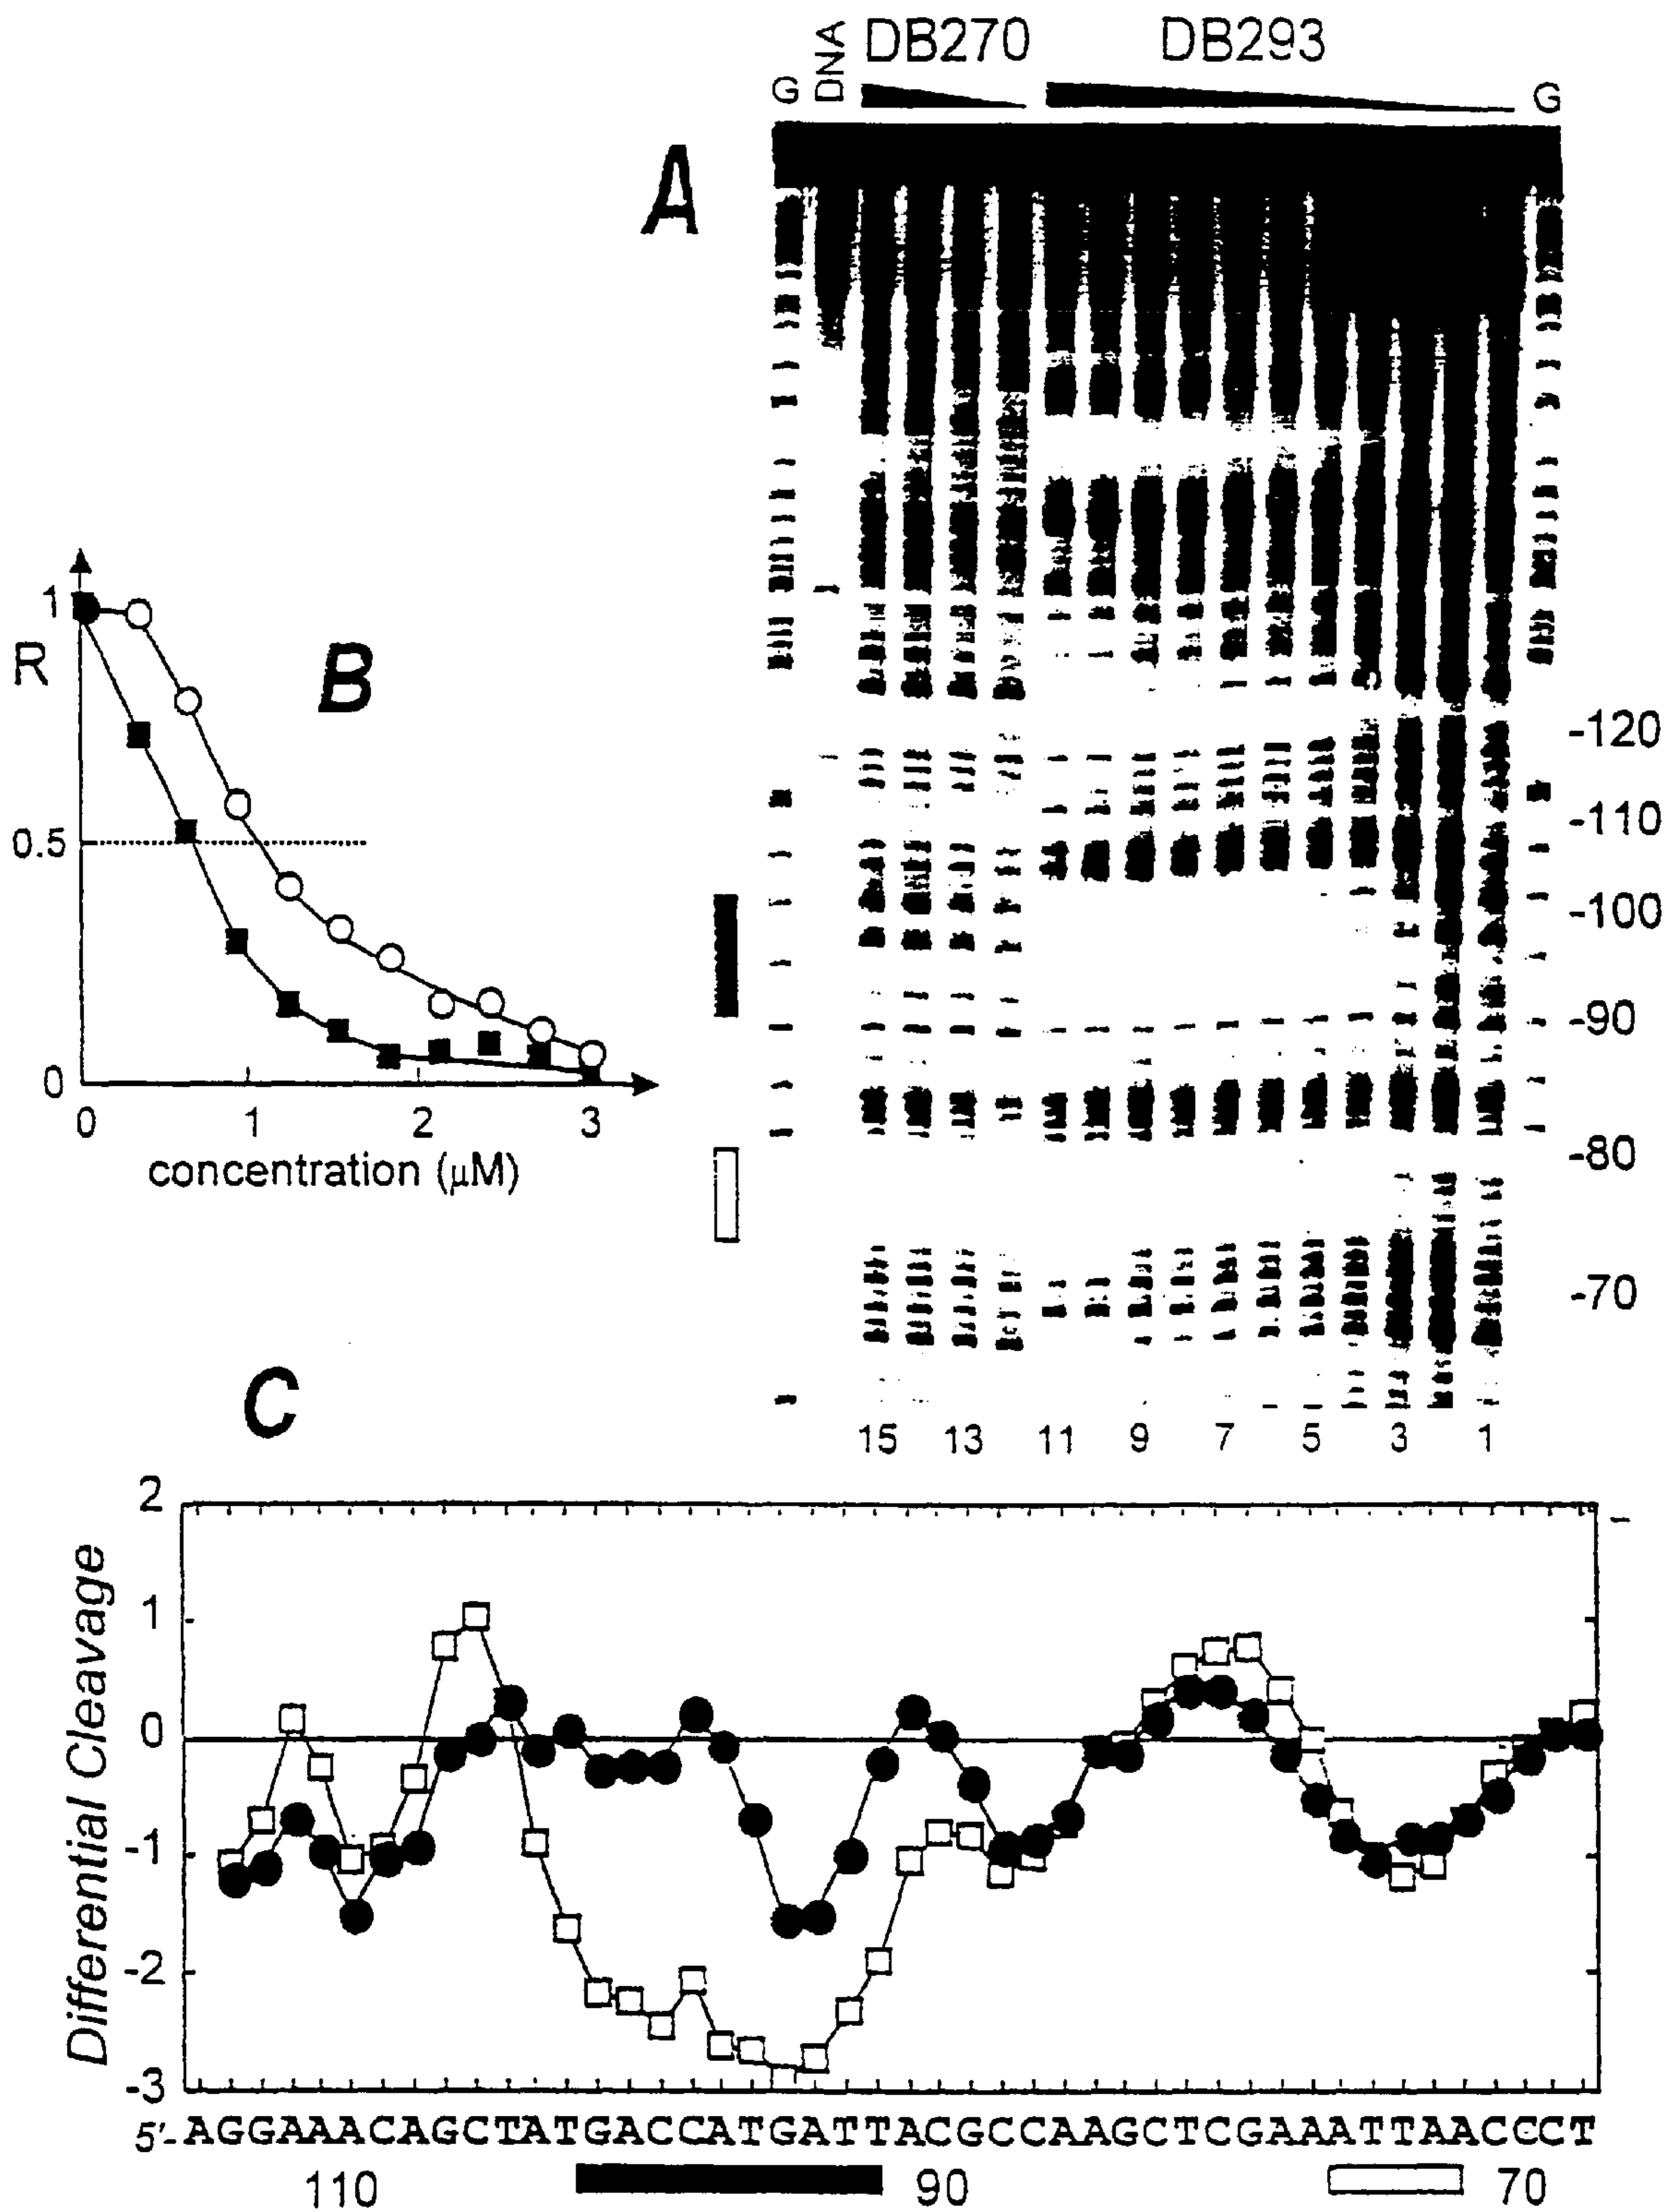 DB270 DB293
G DNA G
A
-120
-110
-100
-90
-80
-70
15 13 11 9 7 5 3 1
B
1
R
0.5
0
0 1 2 3
concentration (μM)
C
2
1
0
-1
-2
-3
Differential Cleavage
5'-AGGAAACAGCTATGACCATGATTACGCCAAGCTCGAAATTAACCCCT
110 90 70